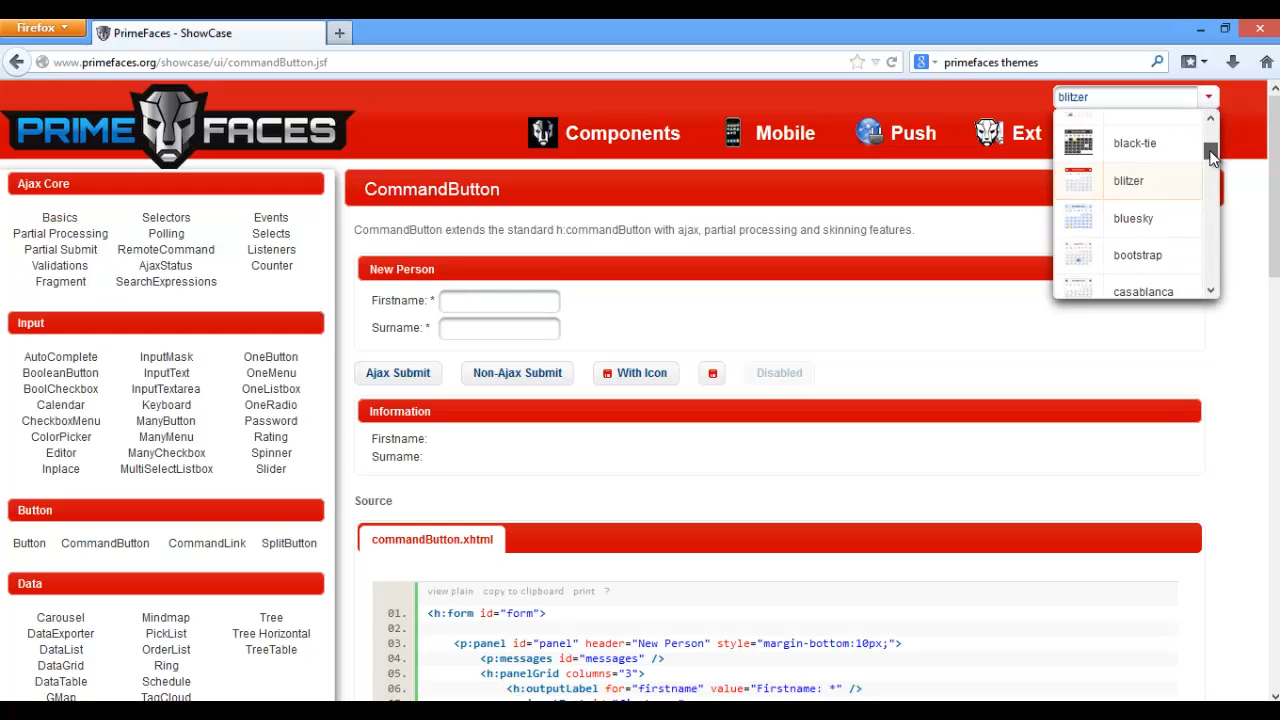 Firefox
PrimeFaces - ShowCase
www.primefaces.org/showcase/ui/commandButton.jsf
primefaces themes
PRIME FACES
Components
Mobile
Push
Ext
blitzer
black-tie
blitzer
bluesky
bootstrap
casablanca
Ajax Core
Basics Selectors Events
Partial Processing Polling Selects
Partial Submit RemoteCommand Listeners
Validations AjaxStatus Counter
Fragment SearchExpressions
Input
AutoComplete InputMask OneButton
BooleanButton InputText OneMenu
BoolCheckbox InputTextarea OneListbox
Calendar Keyboard OneRadio
CheckboxMenu ManyButton Password
ColorPicker ManyMenu Rating
Editor ManyCheckbox Spinner
Inplace MultiSelectListbox Slider
Button
Button CommandButton CommandLink SplitButton
Data
Carousel Mindmap Tree
DataExporter PickList Tree Horizontal
DataList OrderList TreeTable
DataGrid Ring
DataTable Schedule
GMap TagCloud
CommandButton
CommandButton extends the standard h:commandButton with ajax, partial processing and skinning features.
New Person
Firstname: *
Surname: *
Ajax Submit Non-Ajax Submit With Icon Disabled
Information
Firstname:
Surname:
Source
commandButton.xhtml
view plain copy to clipboard print ?
01. <h:form id="form">
02.
03. <p:panel id="panel" header="New Person" style="margin-bottom:10px;">
04. <p:messages id="messages" />
05. <h:panelGrid columns="3">
06. <h:outputLabel for="firstname" value="Firstname: *" />